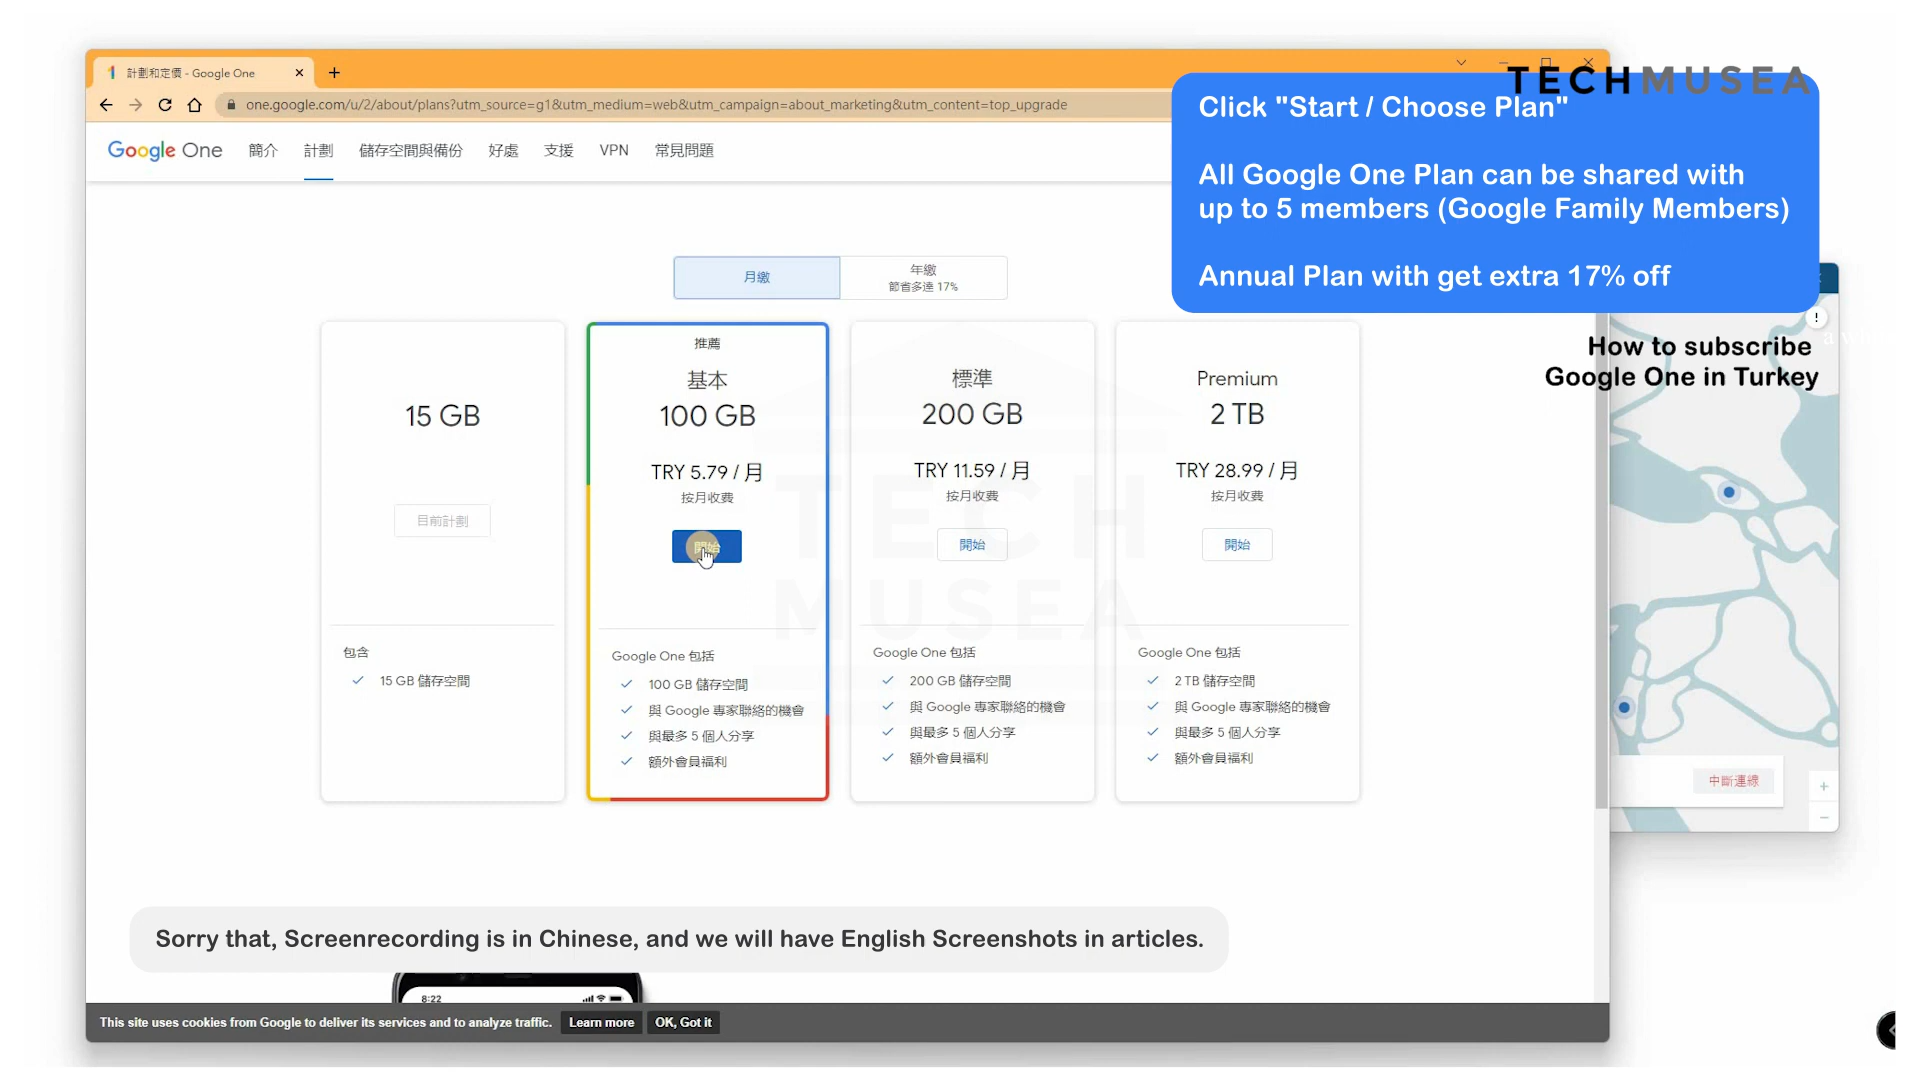 計劃和定價 - Google One
TECHMUSEA
one.google.com/u/2/about/plans?utm_source=g1&utm_medium=web&utm_campaign=about_marketing&utm_content=top_upgrade
Click "Start / Choose Plan"
All Google One Plan can be shared with
up to 5 members (Google Family Members)
Annual Plan with get extra 17% off
Google One 簡介 計劃 儲存空間與備份 好處 支援 VPN 常見問題
How to subscribe
Google One in Turkey
月繳
年繳
節省多達 17%
15 GB
目前計劃
包含
15 GB 儲存空間
推薦
基本
100 GB
TRY 5.79 / 月
按月收費
開始
Google One 包括
100 GB 儲存空間
與 Google 專家聯絡的機會
與最多 5 個人分享
額外會員福利
標準
200 GB
TRY 11.59 / 月
按月收費
開始
Google One 包括
200 GB 儲存空間
與 Google 專家聯絡的機會
與最多 5 個人分享
額外會員福利
Premium
2 TB
TRY 28.99 / 月
按月收費
開始
Google One 包括
2 TB 儲存空間
與 Google 專家聯絡的機會
與最多 5 個人分享
額外會員福利
TECH
MUSEA
中斷連線
Sorry that, Screenrecording is in Chinese, and we will have English Screenshots in articles.
8:22
This site uses cookies from Google to deliver its services and to analyze traffic. Learn more OK, Got it